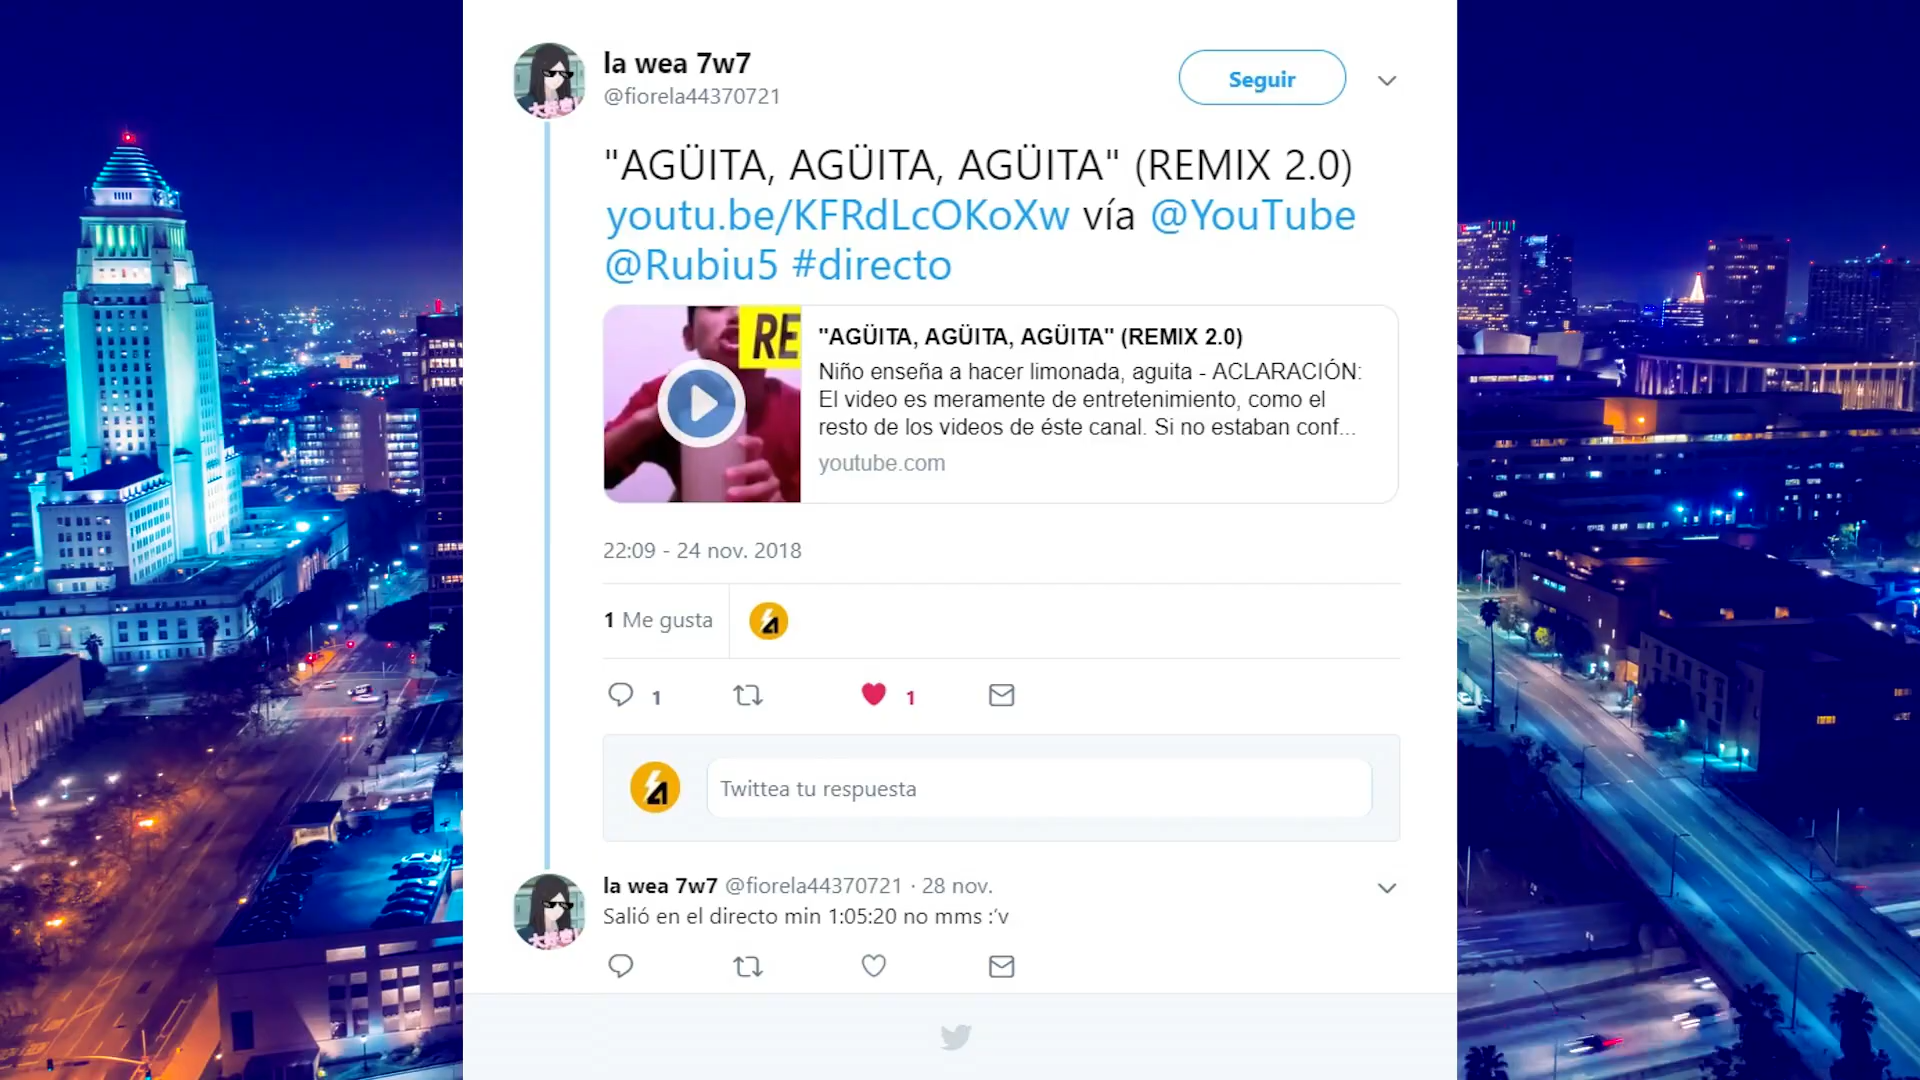 la wea 7w7
@fiorela44370721
Seguir
"AGÜITA, AGÜITA, AGÜITA" (REMIX 2.0)
youtu.be/KFRdLcOKoXw vía @YouTube
@Rubiu5 #directo
RE
"AGÜITA, AGÜITA, AGÜITA" (REMIX 2.0)
Niño enseña a hacer limonada, aguita - ACLARACIÓN:
El video es meramente de entretenimiento, como el
resto de los videos de éste canal. Si no estaban conf...
youtube.com
22:09 - 24 nov. 2018
1 Me gusta
1
1
Twittea tu respuesta
la wea 7w7 @fiorela44370721 · 28 nov.
Salió en el directo min 1:05:20 no mms :'v